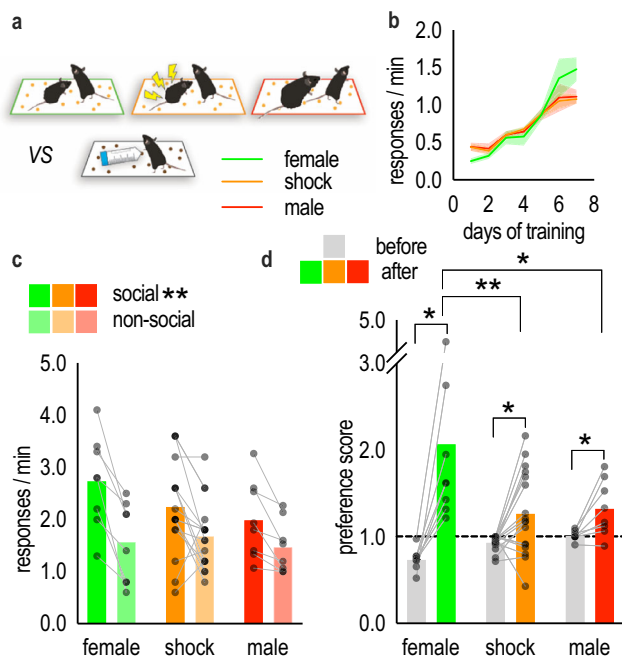 a
VS
female
shock
male
b
responses / min
2.0
1.5
1.0
0.5
0.0
0 2 4 6 8
days of training
c
social **
non-social
responses / min
5.0
4.0
3.0
2.0
1.0
0.0
female shock male
d
before
after
*
**
*
*
*
preference score
5.0
3.0
2.0
1.0
0.0
female shock male